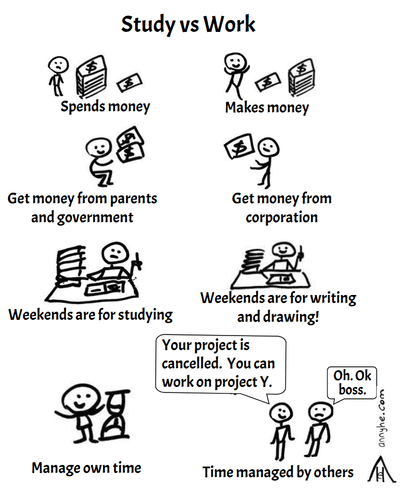 Study vs Work
$
$
$
$
Spends money
Makes money
$
$
$
Get money from parents
and government
Get money from
corporation
Weekends are for studying
Weekends are for writing
and drawing!
Your project is
cancelled. You can
work on project Y.
Oh. Ok
boss.
Manage own time
Time managed by others
annyhe.com